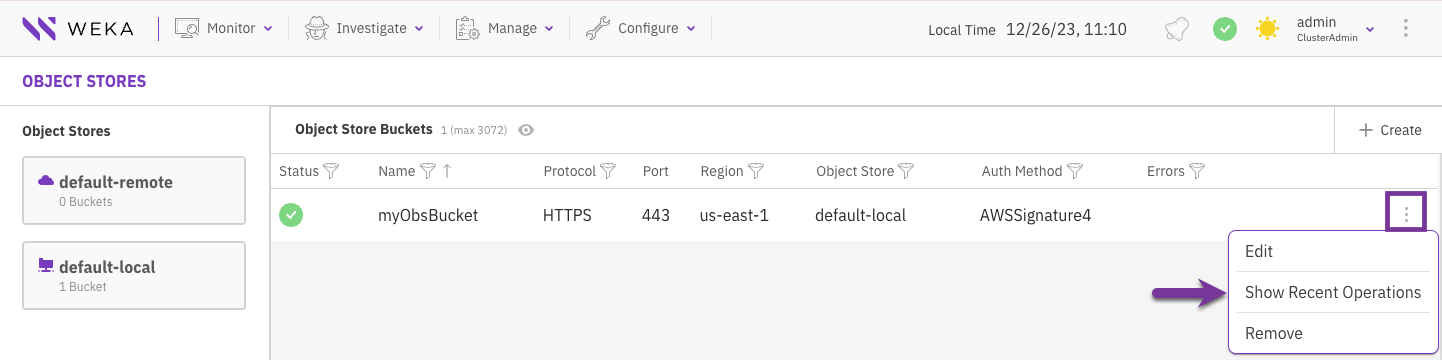 WEKA
Monitor
Investigate
Manage
Configure
Local Time 12/26/23, 11:10
admin
ClusterAdmin
OBJECT STORES
Object Stores
default-remote
0 Buckets
default-local
1 Bucket
Object Store Buckets 1 (max 3072)
Create
Status Name Protocol Port Region Object Store Auth Method Errors
myObsBucket HTTPS 443 us-east-1 default-local AWSSignature4
Edit
Show Recent Operations
Remove